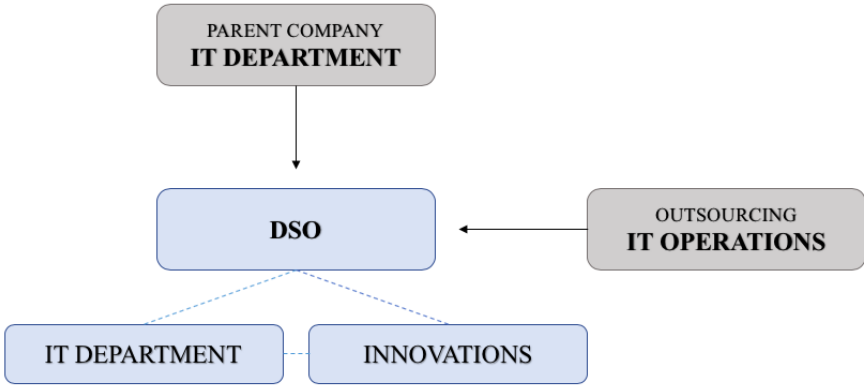 PARENT COMPANY
IT DEPARTMENT
DSO
OUTSOURCING
IT OPERATIONS
IT DEPARTMENT
INNOVATIONS